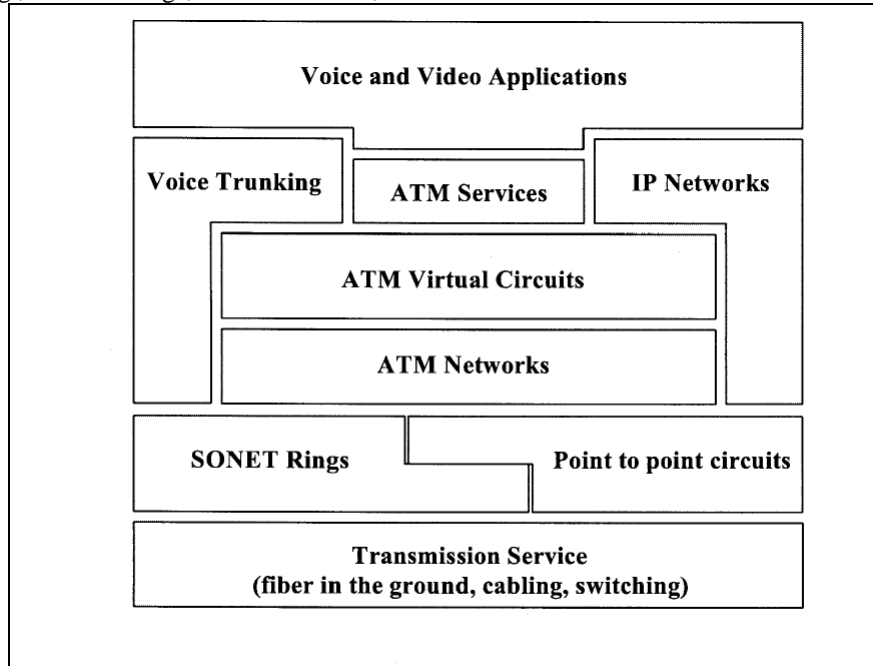 Voice and Video Applications
Voice Trunking
ATM Services
IP Networks
ATM Virtual Circuits
ATM Networks
SONET Rings
Point to point circuits
Transmission Service
(fiber in the ground, cabling, switching)